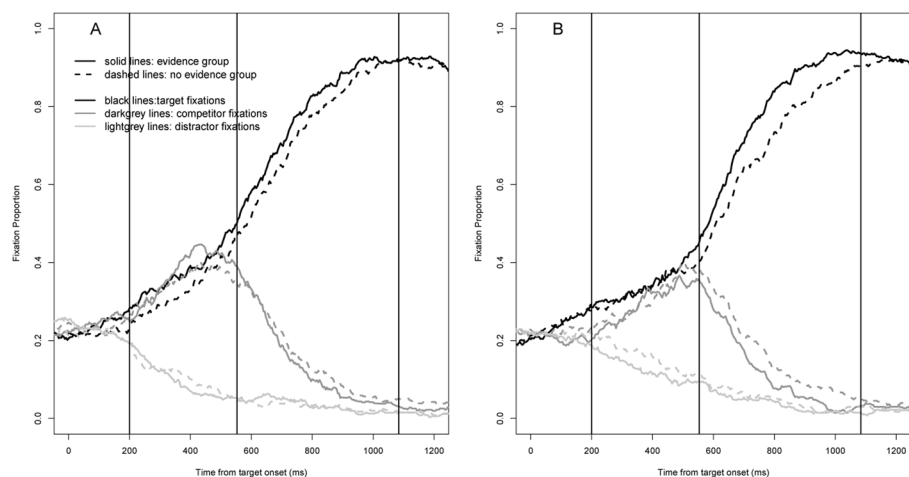 A
solid lines: evidence group
dashed lines: no evidence group
black lines:target fixations
darkgrey lines: competitor fixations
lightgrey lines: distractor fixations
Fixation Proportion
1.0
0.8
0.6
0.4
0.2
0.0
0 200 400 600 800 1000 1200
Time from target onset (ms)
B
Fixation Proportion
1.0
0.8
0.6
0.4
0.2
0.0
0 200 400 600 800 1000 1200
Time from target onset (ms)